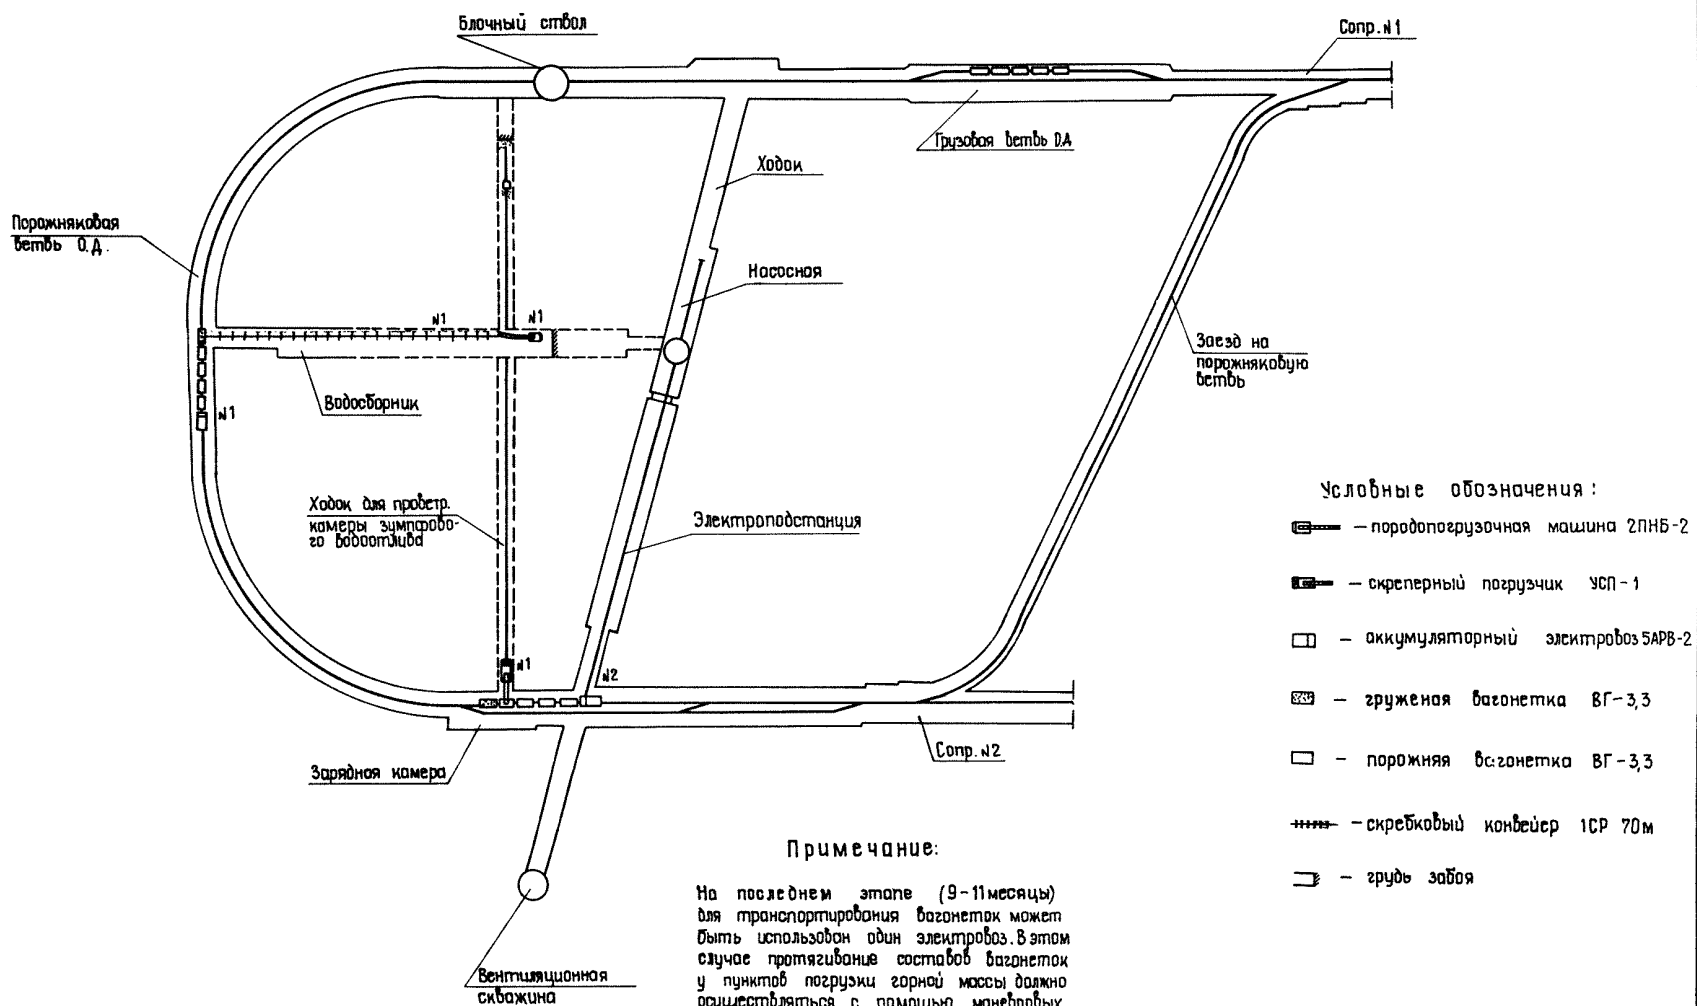 Блочный ствол
Сопр.N1
Грузовая ветвь О.Д
Ходок
Порожняковая
ветвь О.Д.
Насосная
N1
N1
Заезд на
порожняковую
ветвь
Водосборник
N1
Ходок для проветр.
камеры зумпфово-
го водоотлива
Электроподстанция
N1
N2
Зарядная камера
Сопр.N2
Вентиляционная
скважина
Условные обозначения:
– породопогрузочная машина 2ПНБ-2
– скреперный погрузчик УСП-1
– аккумуляторный электровоз 5АРВ-2
– груженая вагонетка ВГ-3,3
– порожняя вагонетка ВГ-3,3
– скребковый конвейер 1СР 70м
– грудь забоя
Примечание:
На последнем этапе (9-11 месяцы)
для транспортирования вагонеток может
быть использован один электровоз. В этом
случае протягивание составов вагонеток
у пунктов погрузки горной массы должно
осуществляться с помощью маневровых